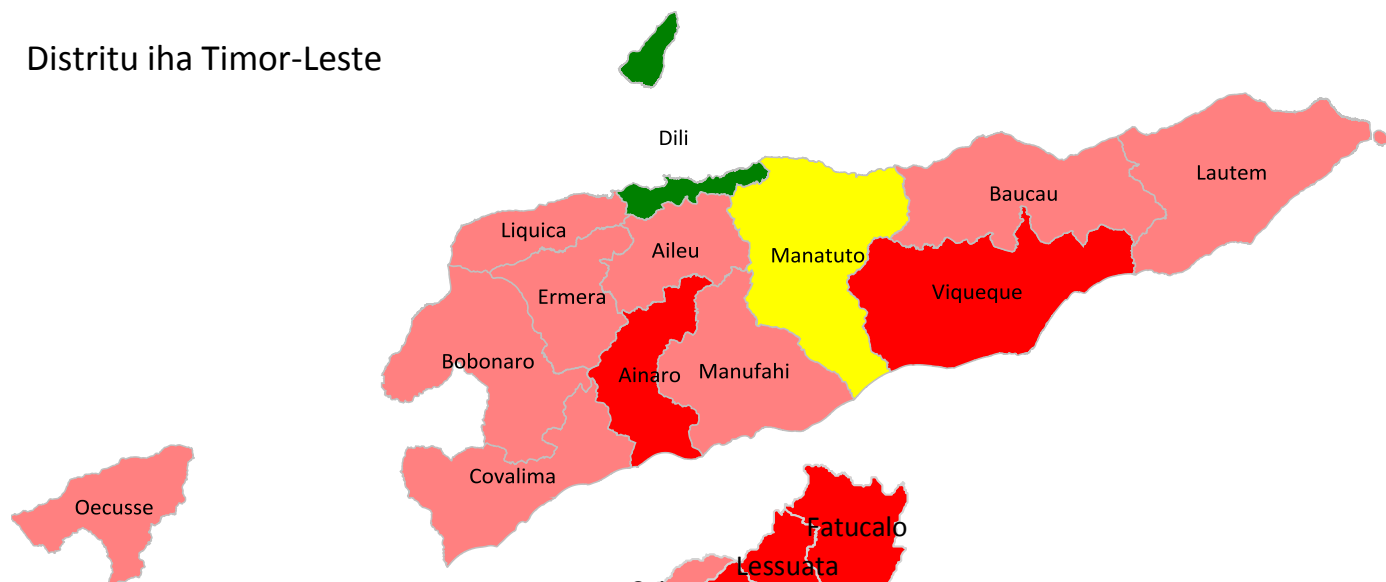 Distritu iha Timor-Leste
Dili
Lautem
Baucau
Liquica
Aileu
Manatuto
Viqueque
Ermera
Bobonaro
Ainaro
Manufahi
Covalima
Oecusse
Fatucalo
Lessuata